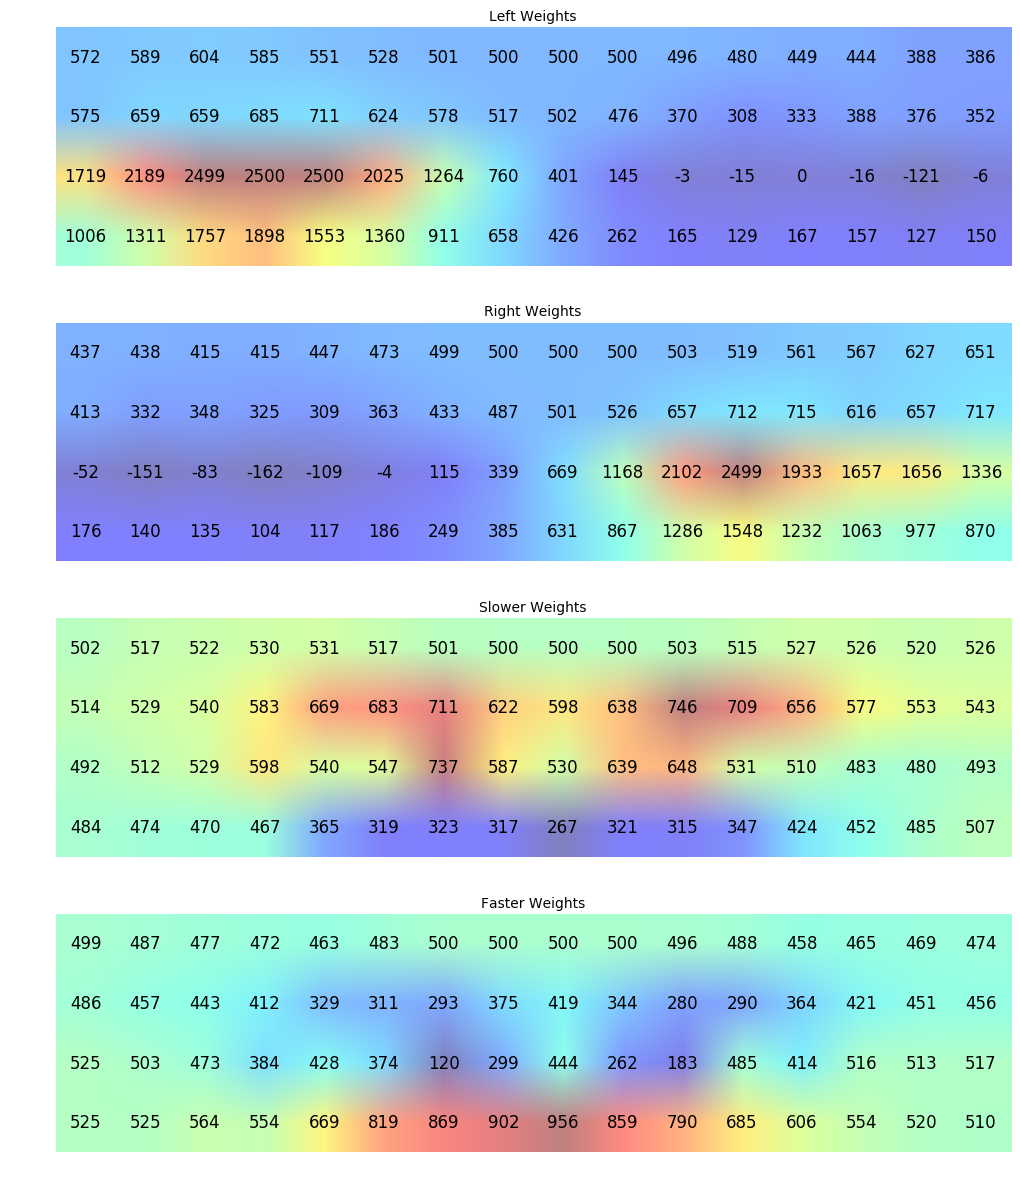 Left Weights
572 589 604 585 551 528 501 500 500 500 496 480 449 444 388 386
575 659 659 685 711 624 578 517 502 476 370 308 333 388 376 352
1719 2189 2499 2500 2500 2025 1264 760 401 145 -3 -15 0 -16 -121 -6
1006 1311 1757 1898 1553 1360 911 658 426 262 165 129 167 157 127 150
Right Weights
437 438 415 415 447 473 499 500 500 500 503 519 561 567 627 651
413 332 348 325 309 363 433 487 501 526 657 712 715 616 657 717
-52 -151 -83 -162 -109 -4 115 339 669 1168 2102 2499 1933 1657 1656 1336
176 140 135 104 117 186 249 385 631 867 1286 1548 1232 1063 977 870
Slower Weights
502 517 522 530 531 517 501 500 500 500 503 515 527 526 520 526
514 529 540 583 669 683 711 622 598 638 746 709 656 577 553 543
492 512 529 598 540 547 737 587 530 639 648 531 510 483 480 493
484 474 470 467 365 319 323 317 267 321 315 347 424 452 485 507
Faster Weights
499 487 477 472 463 483 500 500 500 500 496 488 458 465 469 474
486 457 443 412 329 311 293 375 419 344 280 290 364 421 451 456
525 503 473 384 428 374 120 299 444 262 183 485 414 516 513 517
525 525 564 554 669 819 869 902 956 859 790 685 606 554 520 510